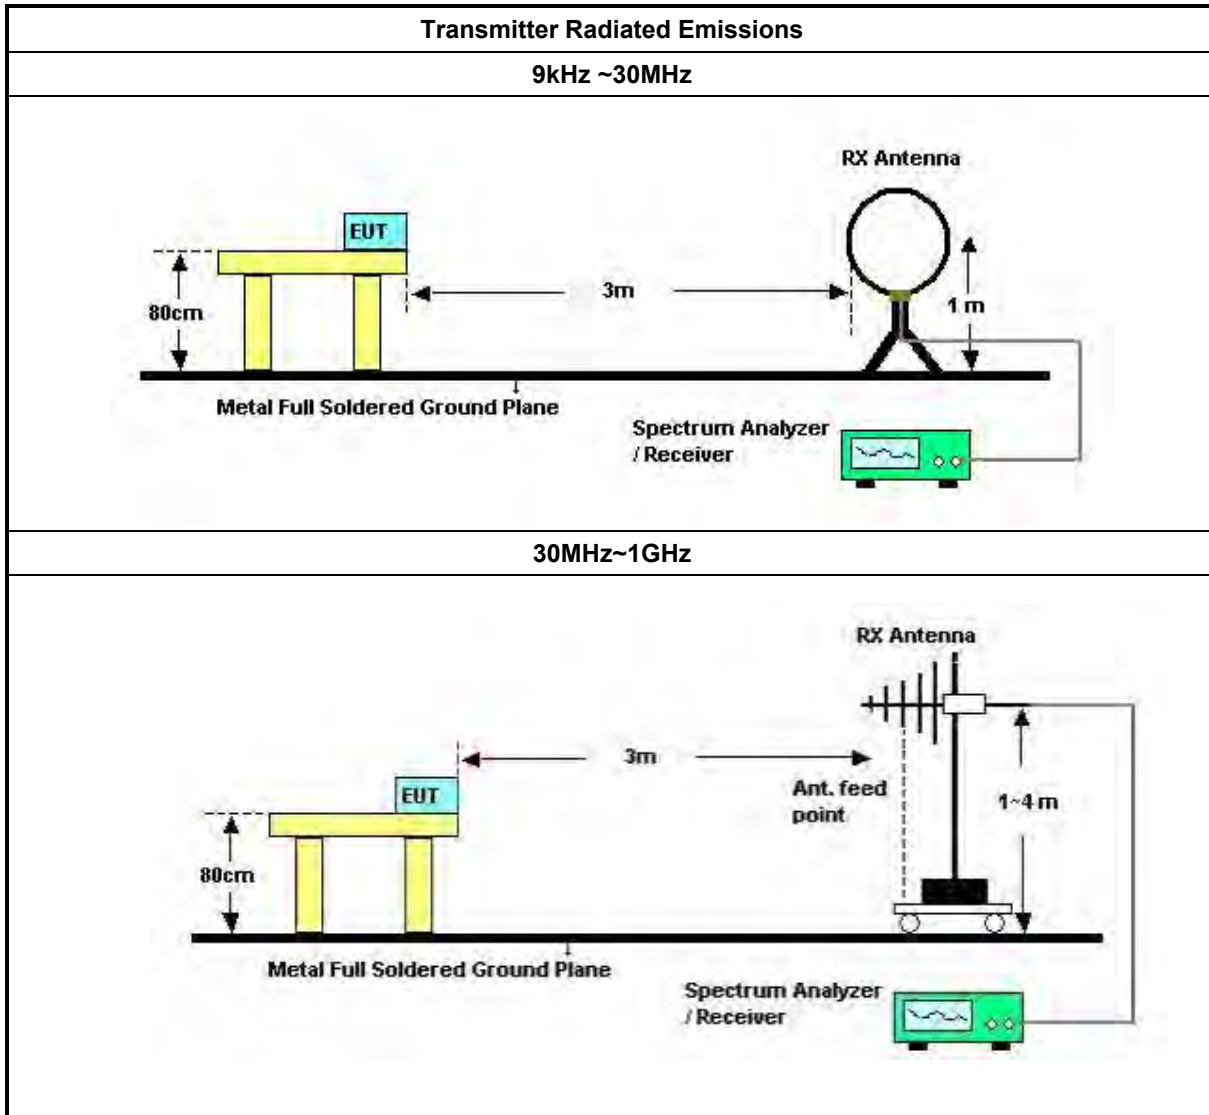 Transmitter Radiated Emissions
9kHz ~30MHz
RX Antenna
EUT
3m
80cm
1 m
Metal Full Soldered Ground Plane
Spectrum Analyzer
/ Receiver
30MHz~1GHz
RX Antenna
3m
EUT
Ant. feed
point
1~4 m
80cm
Metal Full Soldered Ground Plane
Spectrum Analyzer
/ Receiver